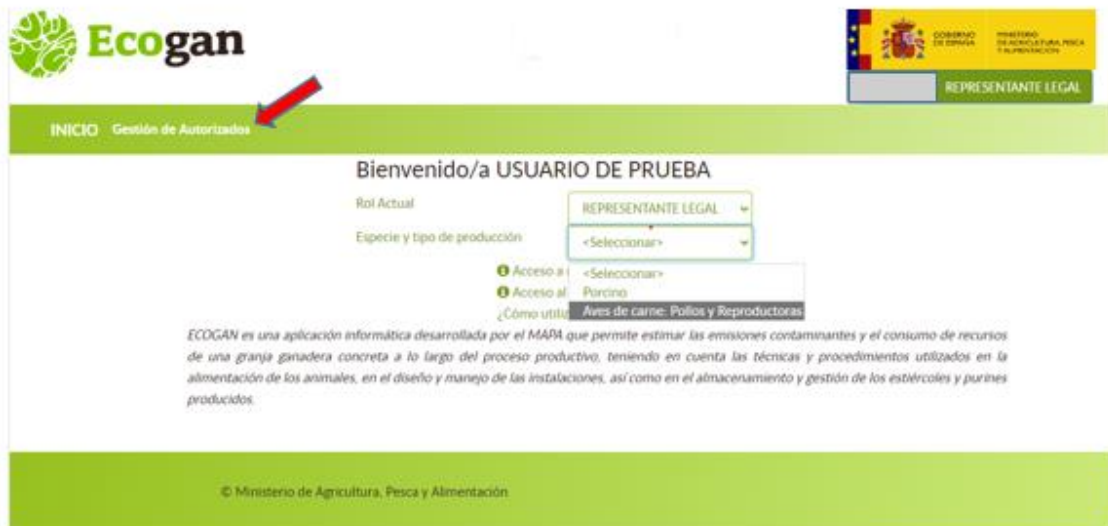 Ecogan
GOBIERNO DE ESPAÑA
MINISTERIO DE AGRICULTURA, PESCA Y ALIMENTACIÓN
REPRESENTANTE LEGAL
INICIO Gestión de Autorizados
Bienvenido/a USUARIO DE PRUEBA
Rol Actual REPRESENTANTE LEGAL
Especie y tipo de producción <Seleccionar>
Acceso a
<Seleccionar>
Acceso al
Porcino
¿Cómo utili
Aves de carne: Pollos y Reproductoras
ECOGAN es una aplicación informática desarrollada por el MAPA que permite estimar las emisiones contaminantes y el consumo de recursos
de una granja ganadera concreta a lo largo del proceso productivo, teniendo en cuenta las técnicas y procedimientos utilizados en la
alimentación de los animales, en el diseño y manejo de las instalaciones, así como en el almacenamiento y gestión de los estiércoles y purines
producidos.
© Ministerio de Agricultura, Pesca y Alimentación